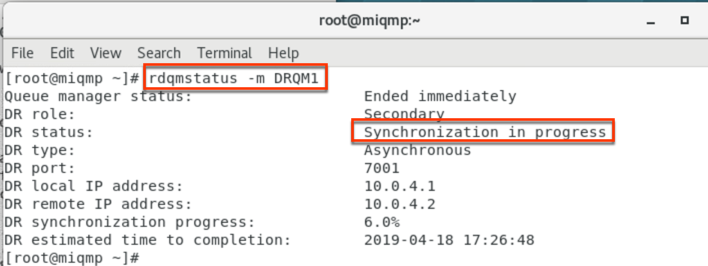 root@miqmp:~
File Edit View Search Terminal Help
[root@miqmp ~]# rdqmstatus -m DRQM1
Queue manager status: Ended immediately
DR role: Secondary
DR status: Synchronization in progress
DR type: Asynchronous
DR port: 7001
DR local IP address: 10.0.4.1
DR remote IP address: 10.0.4.2
DR synchronization progress: 6.0%
DR estimated time to completion: 2019-04-18 17:26:48
[root@miqmp ~]#